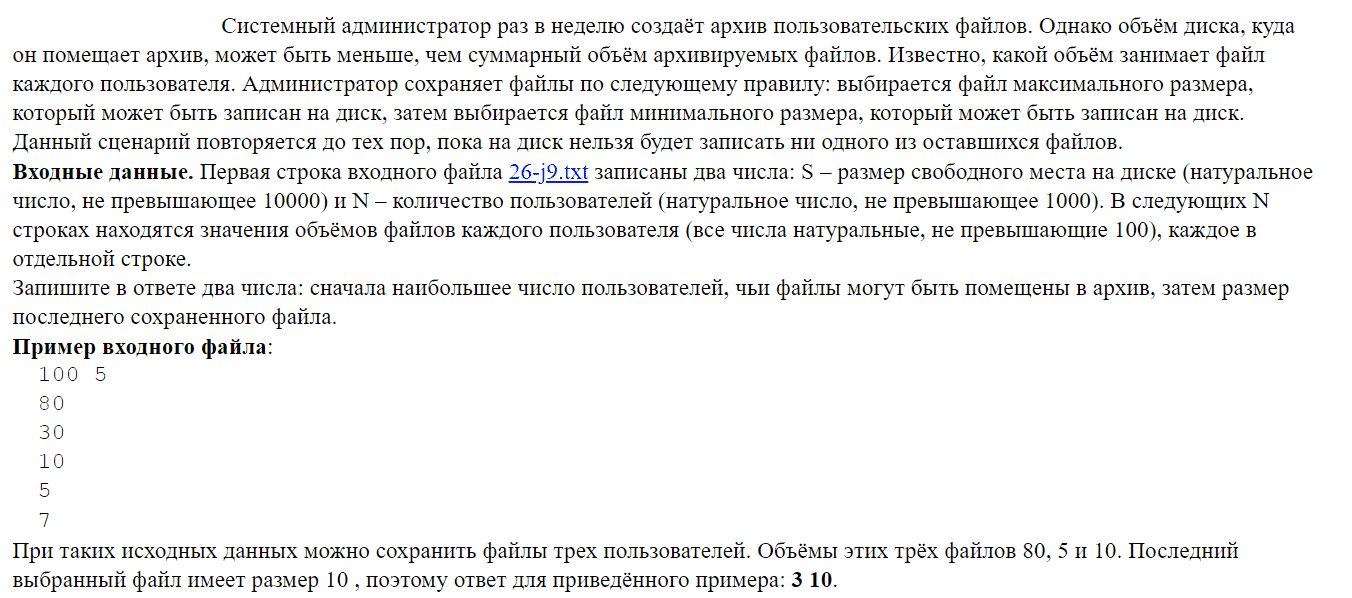 Системный администратор раз в неделю создаёт архив пользовательских файлов. Однако объём диска, куда
он помещает архив, может быть меньше, чем суммарный объём архивируемых файлов. Известно, какой объём занимает файл
каждого пользователя. Администратор сохраняет файлы по следующему правилу: выбирается файл максимального размера,
который может быть записан на диск, затем выбирается файл минимального размера, который может быть записан на диск.
Данный сценарий повторяется до тех пор, пока на диск нельзя будет записать ни одного из оставшихся файлов.
Входные данные. Первая строка входного файла 26-j9.txt записаны два числа: S – размер свободного места на диске (натуральное
число, не превышающее 10000) и N – количество пользователей (натуральное число, не превышающее 1000). В следующих N
строках находятся значения объёмов файлов каждого пользователя (все числа натуральные, не превышающие 100), каждое в
отдельной строке.
Запишите в ответе два числа: сначала наибольшее число пользователей, чьи файлы могут быть помещены в архив, затем размер
последнего сохраненного файла.
Пример входного файла:
100 5
80
30
10
5
7
При таких исходных данных можно сохранить файлы трех пользователей. Объёмы этих трёх файлов 80, 5 и 10. Последний
выбранный файл имеет размер 10 , поэтому ответ для приведённого примера: 3 10.